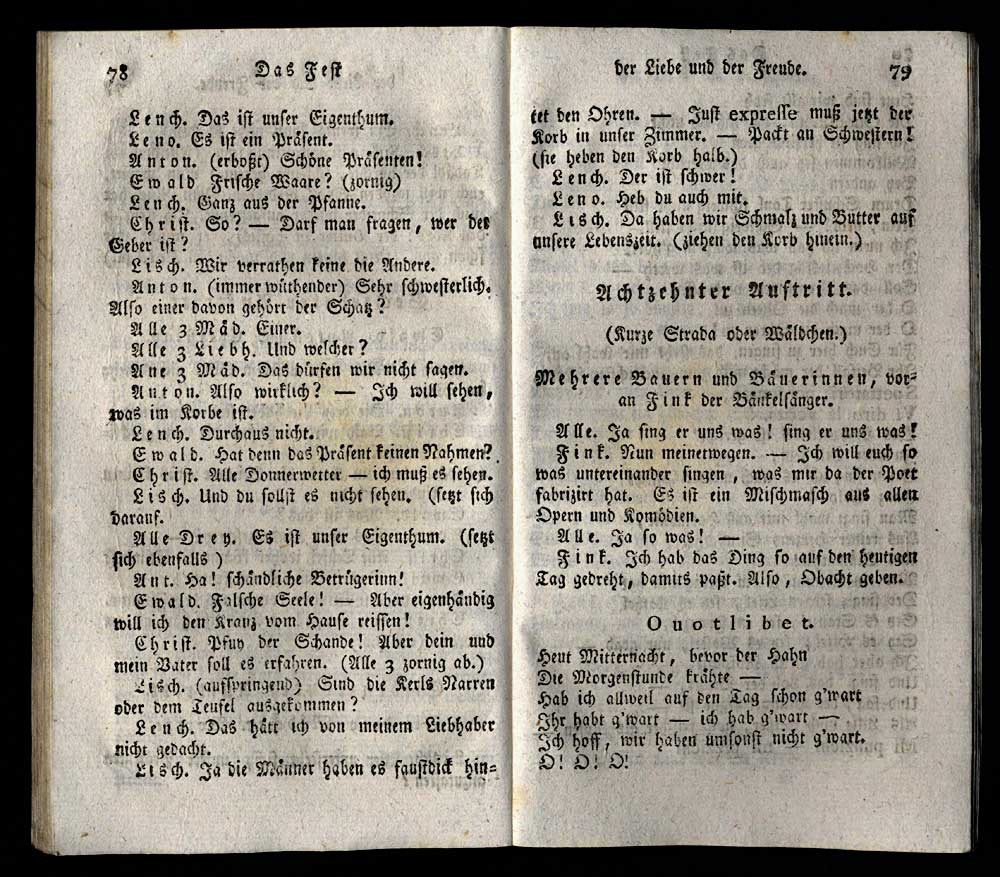 78 Das Fest
Lench. Das ist unser Eigenthum.
Leno. Es ist ein Präsent.
Anton. (erboßt) Schöne Präsenten!
Ewald Frische Waare? (zornig)
Lench. Ganz aus der Pfanne.
Christ. So? — Darf man fragen, wer der
Geber ist?
Lisch. Wir verrathen keine die Andere.
Anton. (immer wüthender) Sehr schwesterlich.
Also einer davon gehört der Schatz?
Alle 3 Mäd. Einer.
Alle 3 Liebh. Und welcher?
Ane 3 Mäd. Das dürfen wir nicht sagen.
Anton. Also wirklich? — Ich will sehen,
was im Korbe ist.
Lench. Durchaus nicht.
Ewald. Hat denn das Präsent keinen Nahmen?
Christ. Alle Donnerwetter — ich muß es sehen.
Lisch. Und du sollst es nicht sehen. (setzt sich
darauf.
Alle Drey. Es ist unser Eigenthum. (setzt
sich ebenfalls)
Ant. Ha! schändliche Betrügerinn!
Ewald. Falsche Seele! — Aber eigenhändig
will ich den Kranz vom Hause reissen!
Christ. Pfuy der Schande! Aber dein und
mein Vater soll es erfahren. (Alle 3 zornig ab.)
Lisch. (aufspringend) Sind die Kerls Narren
oder dem Teufel ausgekommen?
Lench. Das hätt ich von meinem Liebhaber
nicht gedacht.
Lisch. Ja die Männer haben es faustdick hin=
der Liebe und der Freude. 79
tet den Ohren. — Just expresse muß jetzt der
Korb in unser Zimmer. — Packt an Schwestern!
(sie heben den Korb halb.)
Lench. Der ist schwer!
Leno. Heb du auch mit.
Lisch. Da haben wir Schmalz und Butter auf
unsere Lebenszeit. (ziehen den Korb hinein.)
Achtzehnter Auftritt.
(Kurze Strada oder Wäldchen.)
Mehrere Bauern und Bäuerinnen, vor=
an Fink der Bänkelsänger.
Alle. Ja sing er uns was! sing er uns was!
Fink. Nun meinetwegen. — Ich will euch so
was untereinander singen, was mir da der Poet
fabrizirt hat. Es ist ein Mischmasch aus allen
Opern und Komödien.
Alle. Ja so was! —
Fink. Ich hab das Ding so auf den heutigen
Tag gedreht, damits paßt. Also, Obacht geben.
Ouotlibet.
Heut Mitternacht, bevor der Hahn
Die Morgenstunde krähte —
Hab ich allweil auf den Tag schon g'wart
Ihr habt g'wart — ich hab g'wart —
Ich hoff, wir haben umsonst nicht g'wart.
O! O! O!